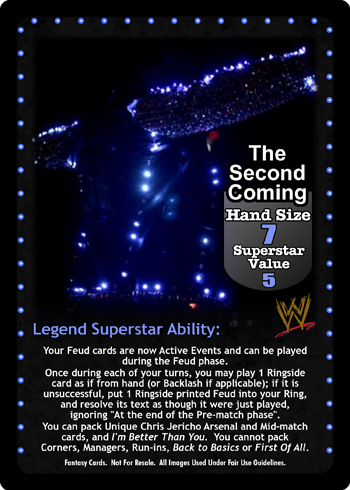 The
Second
Coming
Hand Size
7
Superstar
Value
5
Legend Superstar Ability:
Your Feud cards are now Active Events and can be played
during the Feud phase.
Once during each of your turns, you may play 1 Ringside
card as if from hand (or Backlash if applicable); if it is
unsuccessful, put 1 Ringside printed Feud into your Ring,
and resolve its text as though it were just played,
ignoring "At the end of the Pre-match phase".
You can pack Unique Chris Jericho Arsenal and Mid-match
cards, and I'm Better Than You. You cannot pack
Corners, Managers, Run-ins, Back to Basics or First Of All.
Fantasy Cards. Not For Resale. All Images Used Under Fair Use Guidelines.